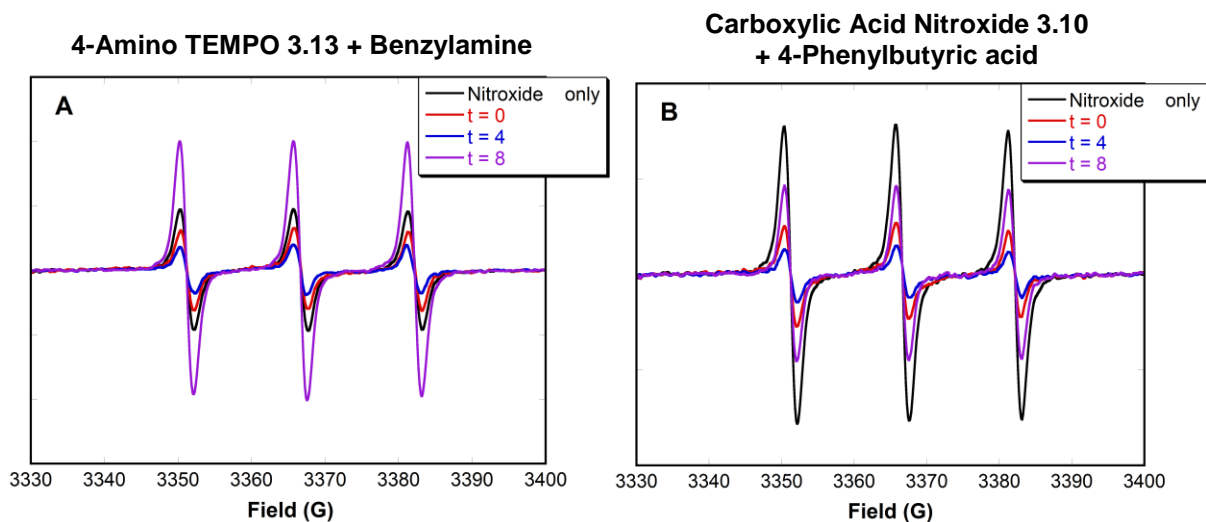 4-Amino TEMPO 3.13 + Benzylamine
A
Nitroxide only
t = 0
t = 4
t = 8
3330 3340 3350 3360 3370 3380 3390 3400
Field (G)
Carboxylic Acid Nitroxide 3.10
+ 4-Phenylbutyric acid
B
Nitroxide only
t = 0
t = 4
t = 8
3330 3340 3350 3360 3370 3380 3390 3400
Field (G)